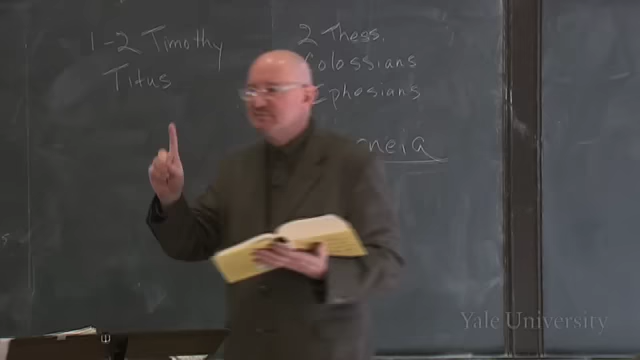 1-2 Timothy
Titus
2 Thess.
Colossians
Ephesians
Yale University